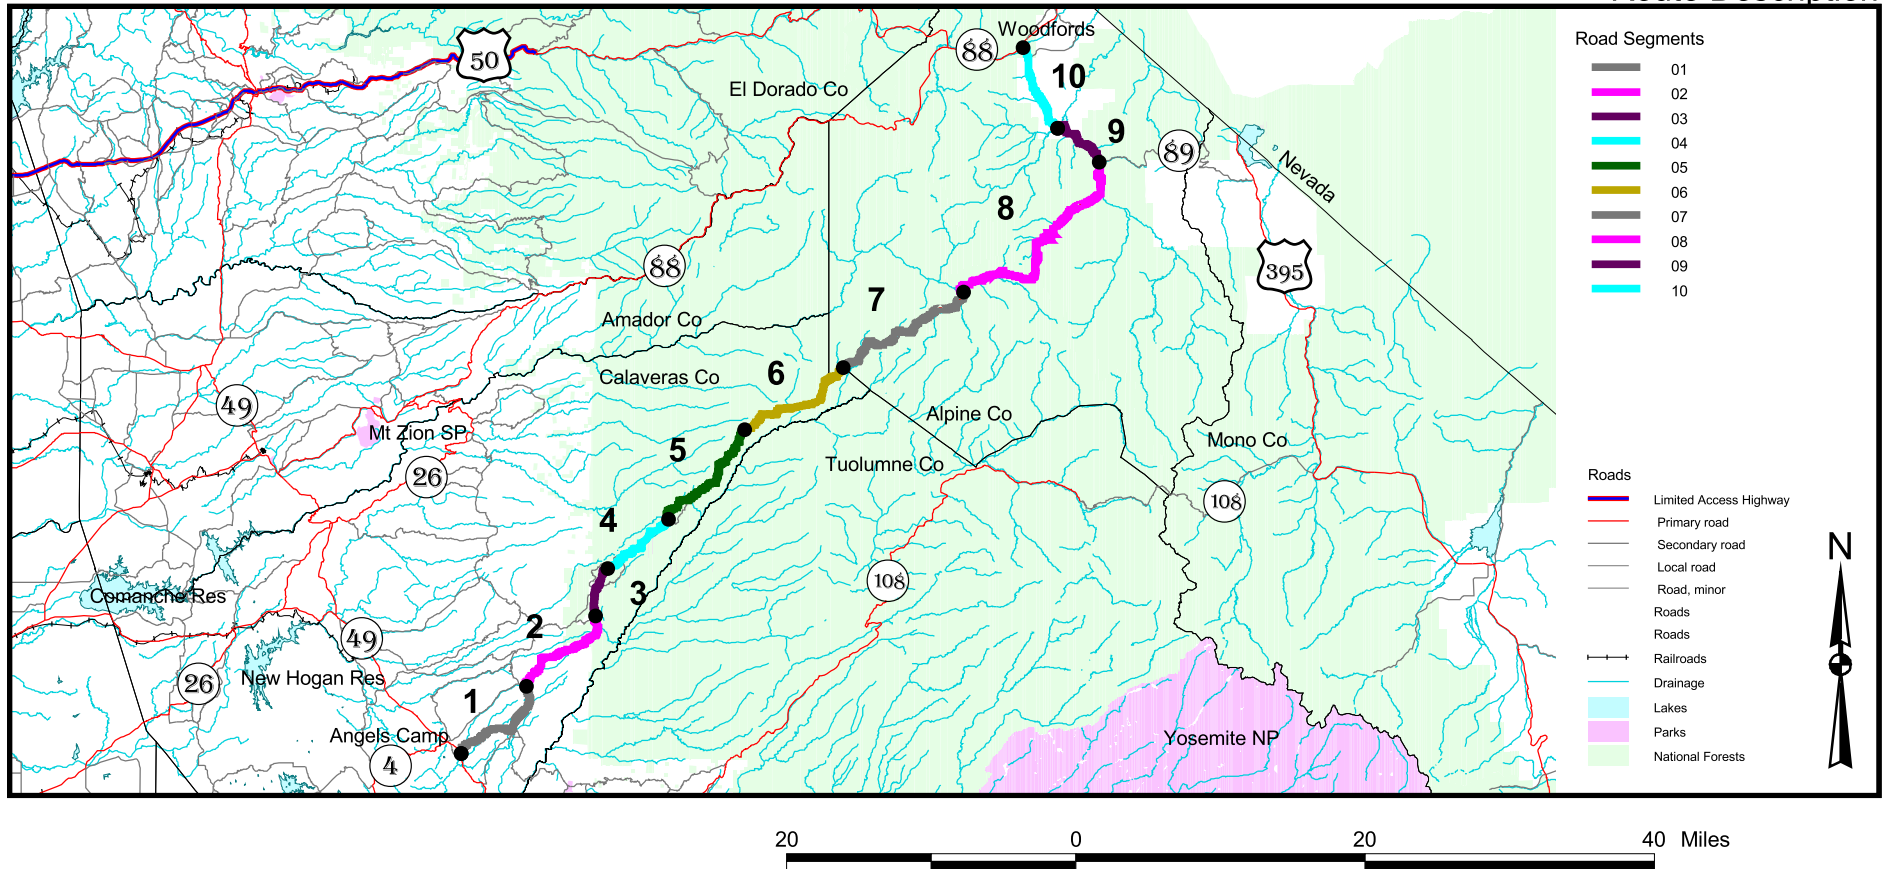 Route Description
Woodfords
88
50
10
El Dorado Co
9
89
Nevada
8
88
395
7
Amador Co
6
Calaveras Co
49
Alpine Co
Mt Zion SP
Mono Co
5
Tuolumne Co
26
108
4
108
Comanche Res
3
2
49
New Hogan Res
26
1
Angels Camp
4
Yosemite NP
Road Segments
01
02
03
04
05
06
07
08
09
10
Roads
Limited Access Highway
Primary road
Secondary road
Local road
Road, minor
Roads
Roads
Railroads
Drainage
Lakes
Parks
National Forests
N
20 0 20 40 Miles